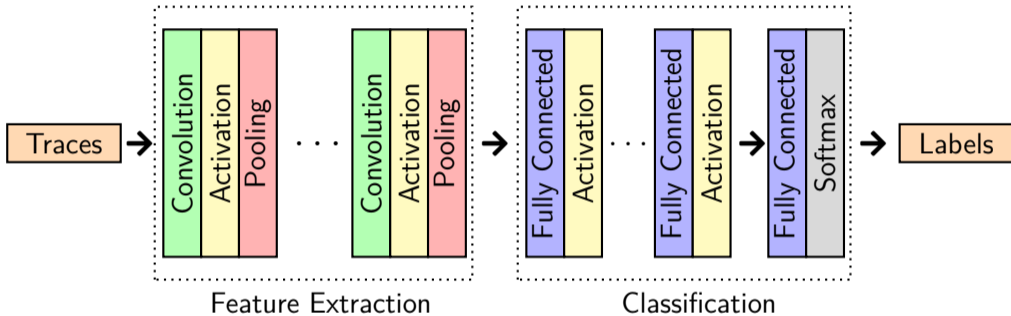 Traces
Convolution
Activation
Pooling
. . .
Convolution
Activation
Pooling
Feature Extraction
Fully Connected
Activation
. . .
Fully Connected
Activation
Fully Connected
Softmax
Classification
Labels